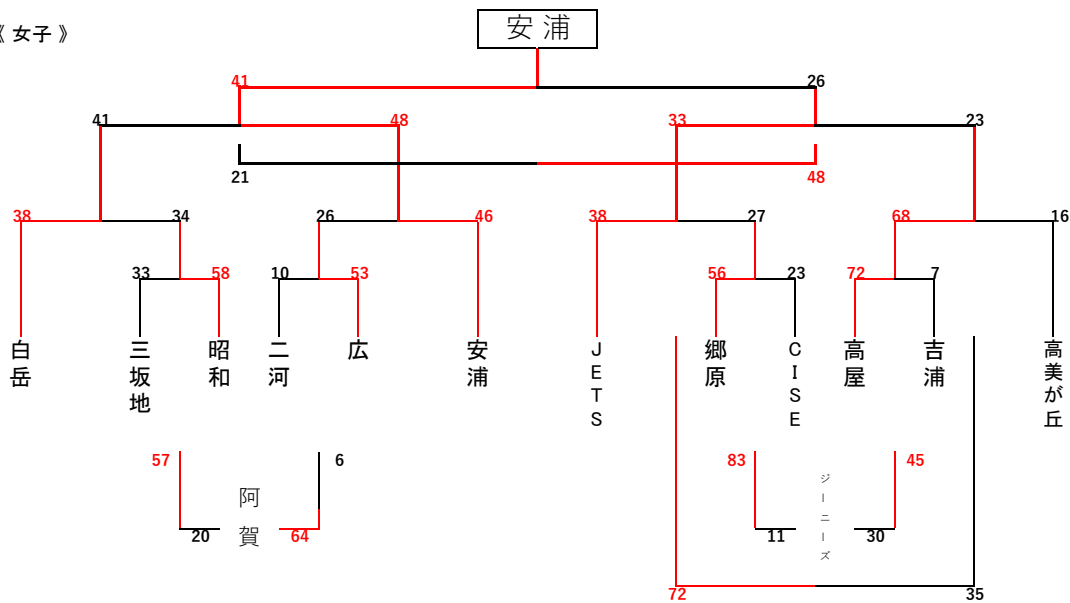 《 女子 》
安浦
41 26
41 48 33 23
21 48
38 34 26 46 38 27 68 16
33 58 10 53 56 23 72 7
白岳
三坂地
昭和
二河
広
安浦
JETS
郷原
CISE
高屋
吉浦
高美が丘
57 6 83 45
阿賀
ジーニーズ
20 64 11 30
72 35